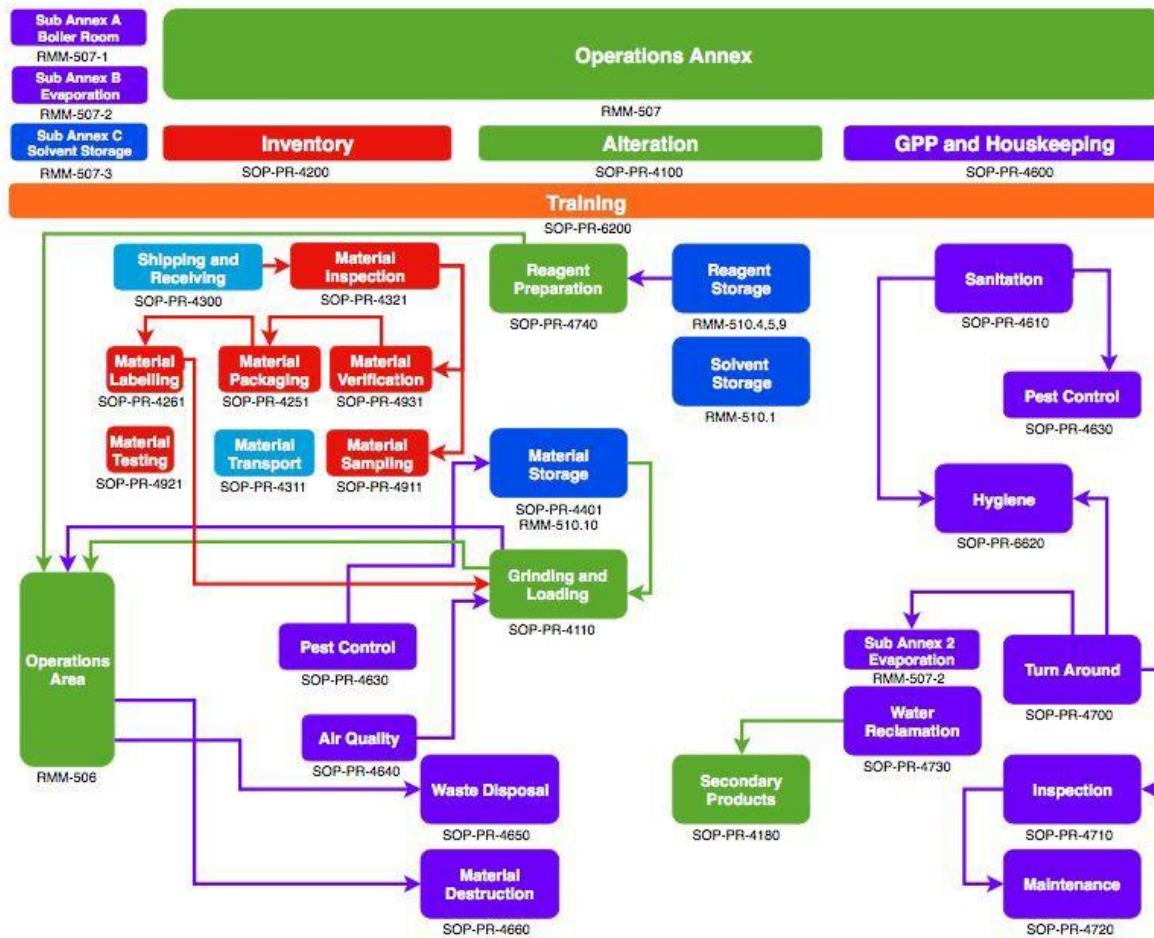 Sub Annex A
Boiler Room
RMM-507-1
Sub Annex B
Evaporation
RMM-507-2
Operations Annex
RMM-507
Sub Annex C
Solvent Storage
RMM-507-3
Inventory
SOP-PR-4200
Alteration
SOP-PR-4100
GPP and Houskeeping
SOP-PR-4600
Training
SOP-PR-6200
Shipping and
Receiving
SOP-PR-4300
Material
Inspection
SOP-PR-4321
Reagent
Preparation
SOP-PR-4740
Reagent
Storage
RMM-510.4,5,9
Sanitation
SOP-PR-4610
Material
Labelling
SOP-PR-4261
Material
Packaging
SOP-PR-4251
Material
Verification
SOP-PR-4931
Solvent
Storage
RMM-510.1
Pest Control
SOP-PR-4630
Material
Testing
SOP-PR-4921
Material
Transport
SOP-PR-4311
Material
Sampling
SOP-PR-4911
Material
Storage
SOP-PR-4401
RMM-510.10
Hygiene
SOP-PR-6620
Grinding and
Loading
SOP-PR-4110
Operations
Area
RMM-506
Pest Control
SOP-PR-4630
Sub Annex 2
Evaporation
RMM-507-2
Turn Around
SOP-PR-4700
Air Quality
SOP-PR-4640
Water
Reclamation
SOP-PR-4730
Waste Disposal
SOP-PR-4650
Secondary
Products
SOP-PR-4180
Inspection
SOP-PR-4710
Material
Destruction
SOP-PR-4660
Maintenance
SOP-PR-4720